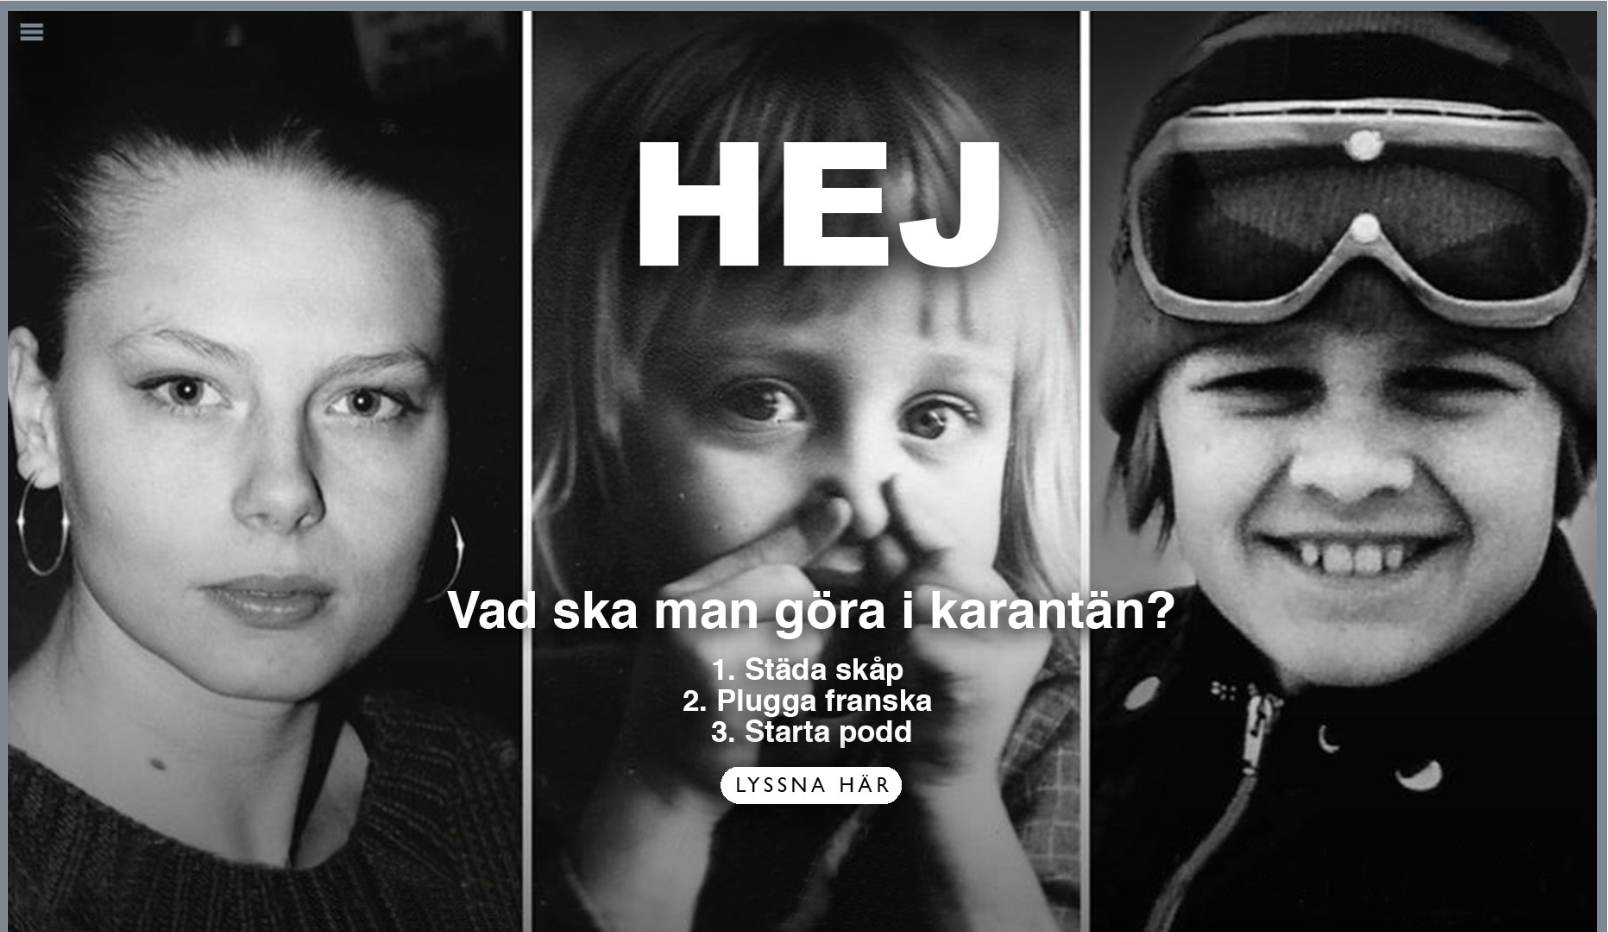 HEJ
Vad ska man göra i karantän?
1. Städa skåp
2. Plugga franska
3. Starta podd
LYSSNA HÄR